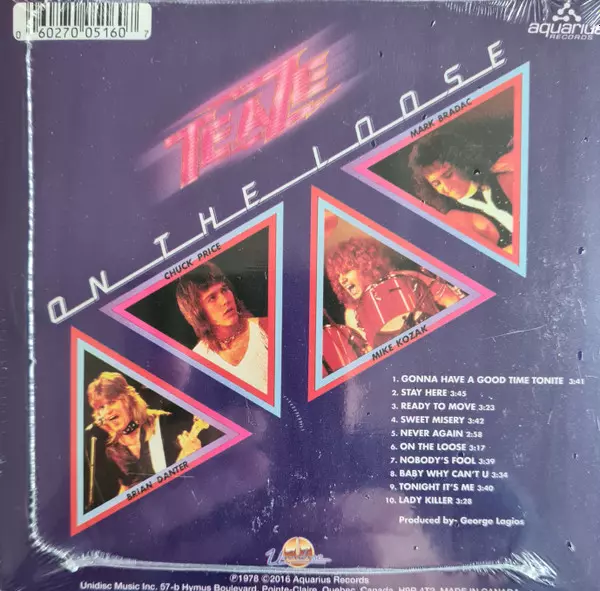 0 60270 05160 7
aquarius
RECORDS
TEAZE
ON THE LOOSE
MARK BRADAC
CHUCK PRICE
MIKE KOZAK
BRIAN DANTER
1. GONNA HAVE A GOOD TIME TONITE 3:41
2. STAY HERE 3:45
3. READY TO MOVE 3:23
4. SWEET MISERY 3:42
5. NEVER AGAIN 2:58
6. ON THE LOOSE 3:17
7. NOBODY'S FOOL 3:39
8. BABY WHY CAN'T U 3:34
9. TONIGHT IT'S ME 3:40
10. LADY KILLER 3:28
Produced by- George Lagios
Ⓟ1978 ©2016 Aquarius Records
Unidisc Music Inc. 57-b Hymus Boulevard, Pointe-Claire, Quebec, Canada, H9R 4T2. MADE IN CANADA